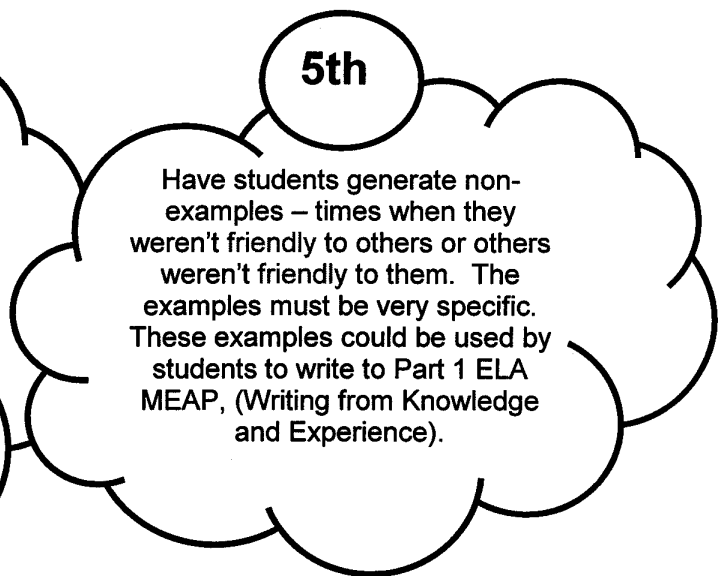 5th
Have students generate non-
examples – times when they
weren't friendly to others or others
weren't friendly to them.  The
examples must be very specific.
These examples could be used by
students to write to Part 1 ELA
MEAP, (Writing from Knowledge
and Experience).